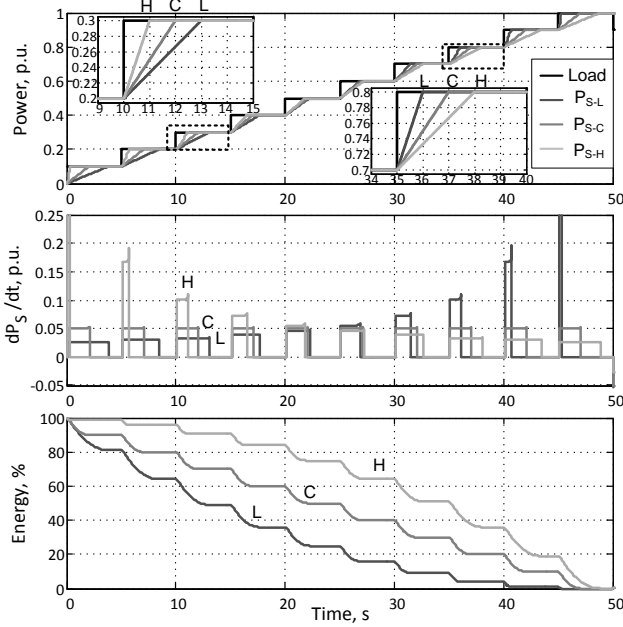 H C L
1
0.8
0.6
0.4
0.2
0
Power, p.u.
0.3
0.28
0.26
0.24
0.22
0.2
9 10 11 12 13 14 15
L C H
0.8
0.78
0.76
0.74
0.72
0.7
34 35 36 37 38 39 40
Load
PS-L
PS-C
PS-H
0 10 20 30 40 50
0.25
0.2
0.15
0.1
0.05
0
-0.05
dPS /dt, p.u.
H
C
L
0 10 20 30 40 50
100
80
60
40
20
0
Energy, %
H
C
L
0 10 20 30 40 50
Time, s